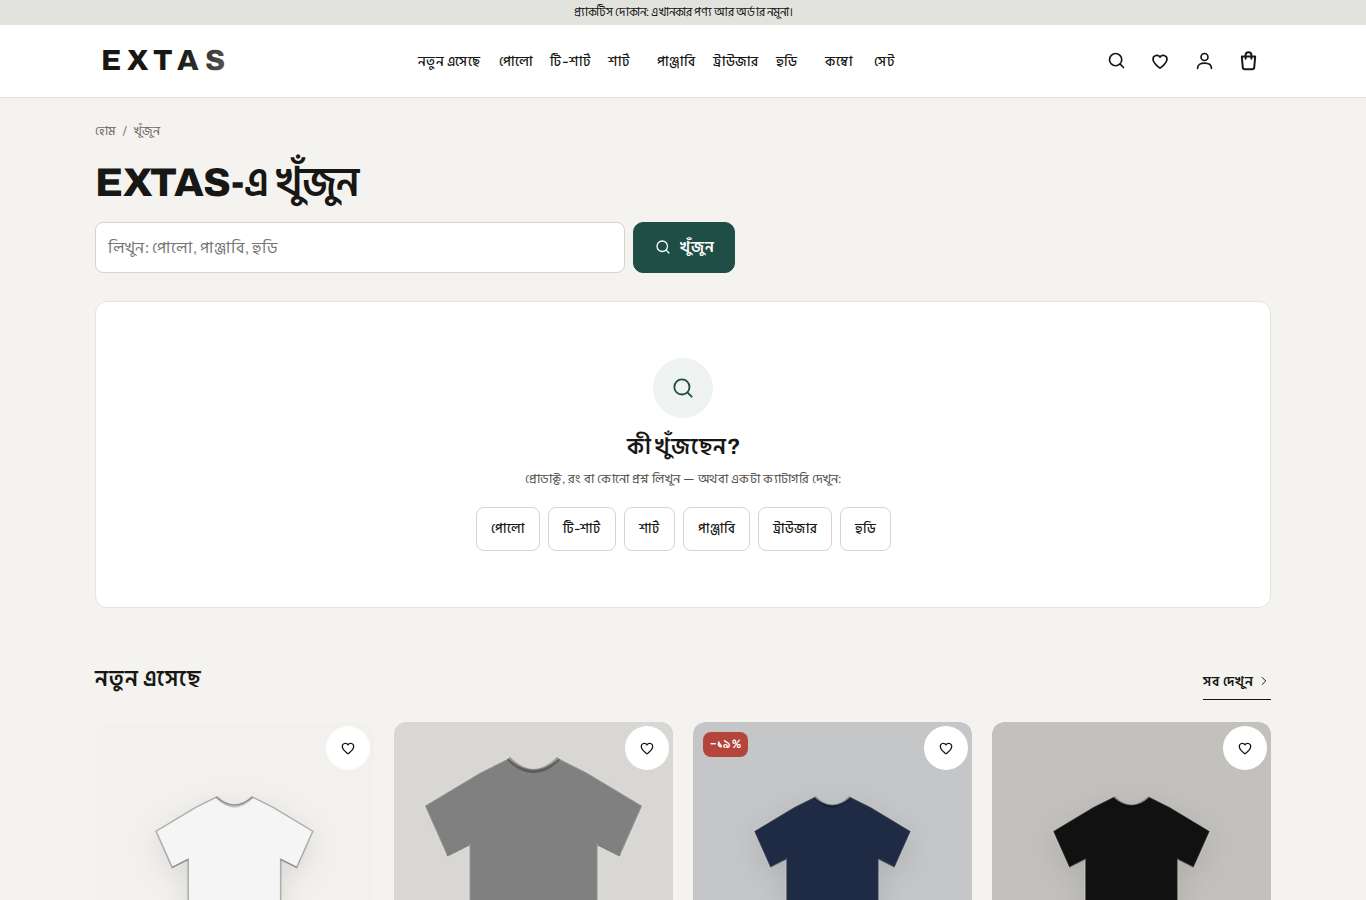 প্র্যাকটিস দোকান: এখানকার পণ্য আর অর্ডার নমুনা।
EXTAS
নতুন এসেছে পোলো টি-শার্ট শার্ট পাঞ্জাবি ট্রাউজার হুডি কম্বো সেট
হোম / খুঁজুন
EXTAS-এ খুঁজুন
লিখুন: পোলো, পাঞ্জাবি, হুডি
খুঁজুন
কী খুঁজছেন?
প্রোডাক্ট, রং বা কোনো প্রশ্ন লিখুন — অথবা একটা ক্যাটাগরি দেখুন:
পোলো টি-শার্ট শার্ট পাঞ্জাবি ট্রাউজার হুডি
নতুন এসেছে
সব দেখুন
-১৯%